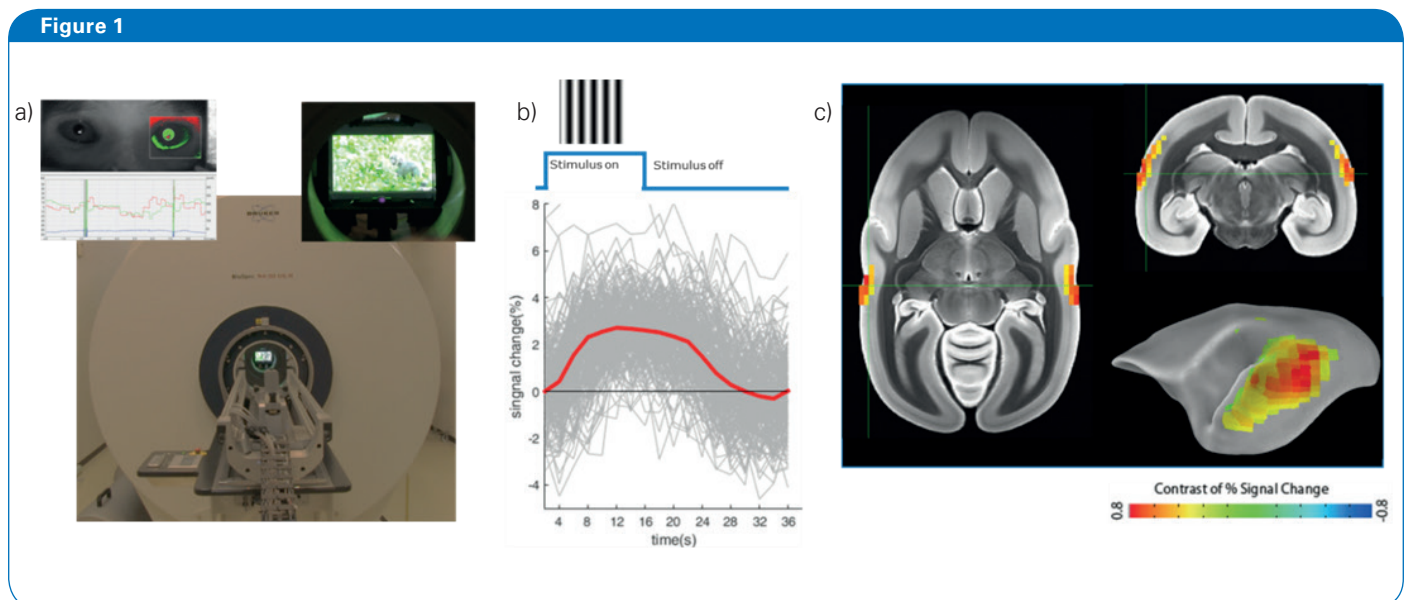 Figure 1
a)
BRUKER
b)
Stimulus on
Stimulus off
8
6
4
2
0
-2
-4
singnal change(%)
4 8 12 16 20 24 28 32 36
time(s)
c)
Contrast of % Signal Change
0.8
-0.8